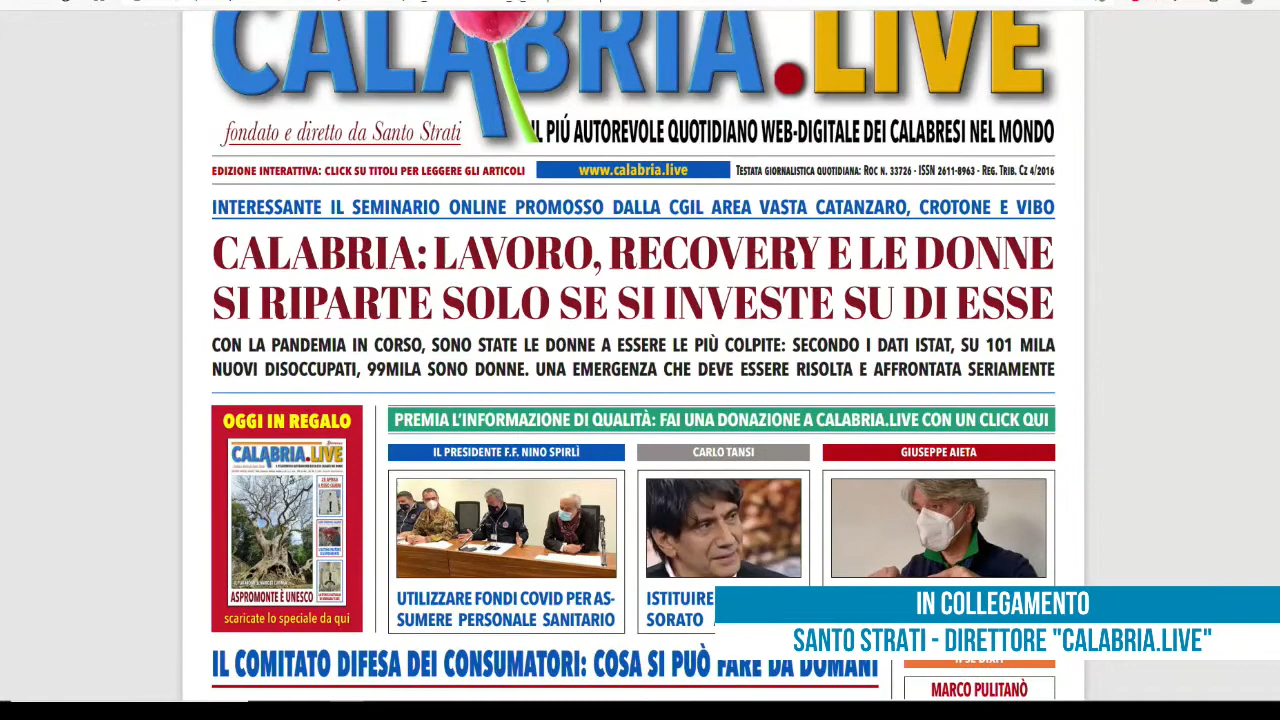 CALABRIA.LIVE
fondato e diretto da Santo Strati
IL PIÚ AUTOREVOLE QUOTIDIANO WEB-DIGITALE DEI CALABRESI NEL MONDO
EDIZIONE INTERATTIVA: CLICK SU TITOLI PER LEGGERE GLI ARTICOLI
www.calabria.live
TESTATA GIORNALISTICA QUOTIDIANA: ROC N. 33726 - ISSN 2611-8963 - REG. TRIB. CZ 4/2016
INTERESSANTE IL SEMINARIO ONLINE PROMOSSO DALLA CGIL AREA VASTA CATANZARO, CROTONE E VIBO
CALABRIA: LAVORO, RECOVERY E LE DONNE
SI RIPARTE SOLO SE SI INVESTE SU DI ESSE
CON LA PANDEMIA IN CORSO, SONO STATE LE DONNE A ESSERE LE PIÙ COLPITE: SECONDO I DATI ISTAT, SU 101 MILA
NUOVI DISOCCUPATI, 99MILA SONO DONNE. UNA EMERGENZA CHE DEVE ESSERE RISOLTA E AFFRONTATA SERIAMENTE
OGGI IN REGALO
CALABRIA.LIVE
ASPROMONTE È UNESCO
scaricate lo speciale da qui
PREMIA L'INFORMAZIONE DI QUALITÀ: FAI UNA DONAZIONE A CALABRIA.LIVE CON UN CLICK QUI
IL PRESIDENTE F.F. NINO SPIRLÌ
UTILIZZARE FONDI COVID PER AS-
SUMERE PERSONALE SANITARIO
CARLO TANSI
ISTITUIRE
SORATO
GIUSEPPE AIETA
IN COLLEGAMENTO
SANTO STRATI - DIRETTORE "CALABRIA.LIVE"
IL COMITATO DIFESA DEI CONSUMATORI: COSA SI PUÒ FARE DA DOMANI
MARCO PULITANÒ